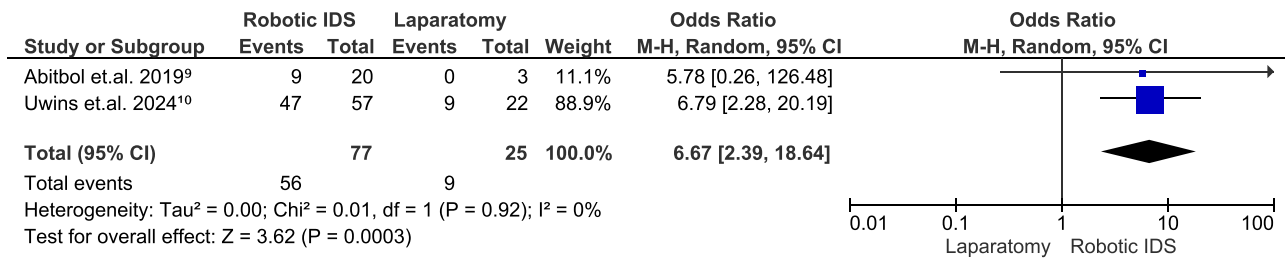 Robotic IDS Laparatomy Odds Ratio Odds Ratio
Study or Subgroup Events Total Events Total Weight M-H, Random, 95% CI M-H, Random, 95% CI
Abitbol et.al. 2019⁹ 9 20 0 3 11.1% 5.78 [0.26, 126.48]
Uwins et.al. 2024¹⁰ 47 57 9 22 88.9% 6.79 [2.28, 20.19]
Total (95% CI) 77 25 100.0% 6.67 [2.39, 18.64]
Total events 56 9
Heterogeneity: Tau² = 0.00; Chi² = 0.01, df = 1 (P = 0.92); I² = 0%
Test for overall effect: Z = 3.62 (P = 0.0003)
0.01 0.1 1 10 100
Laparatomy Robotic IDS